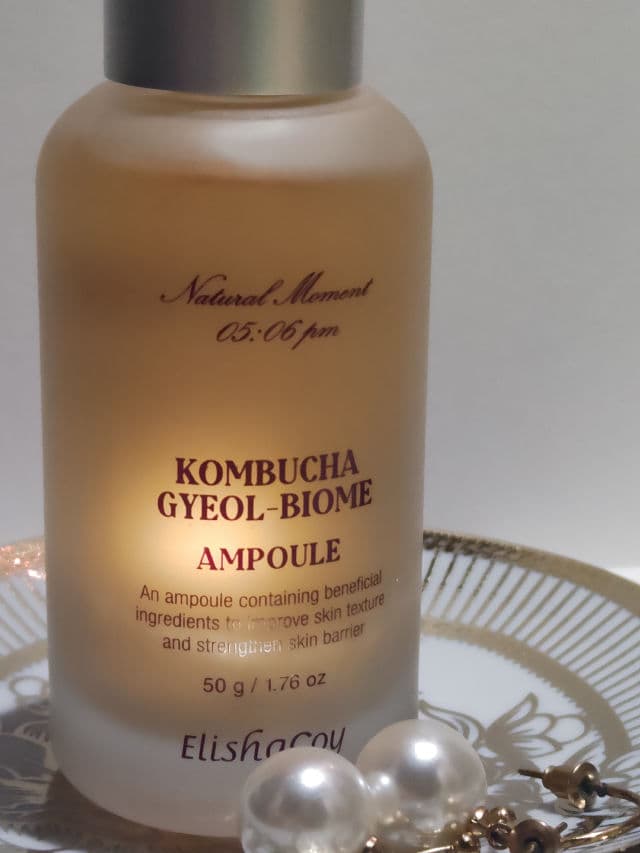 Natural Moment
05:06 pm
KOMBUCHA
GYEOL-BIOME
AMPOULE
An ampoule containing beneficial
ingredients to improve skin texture
and strengthen skin barrier
50 g / 1.76 oz
Elishacoy